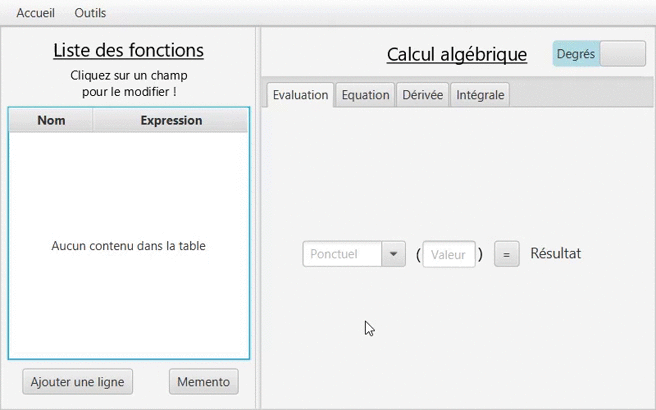 Accueil Outils
Liste des fonctions
Cliquez sur un champ
pour le modifier !
Nom Expression
Aucun contenu dans la table
Ajouter une ligne Memento
Calcul algébrique Degrés
Evaluation Equation Dérivée Intégrale
Ponctuel ( Valeur ) = Résultat